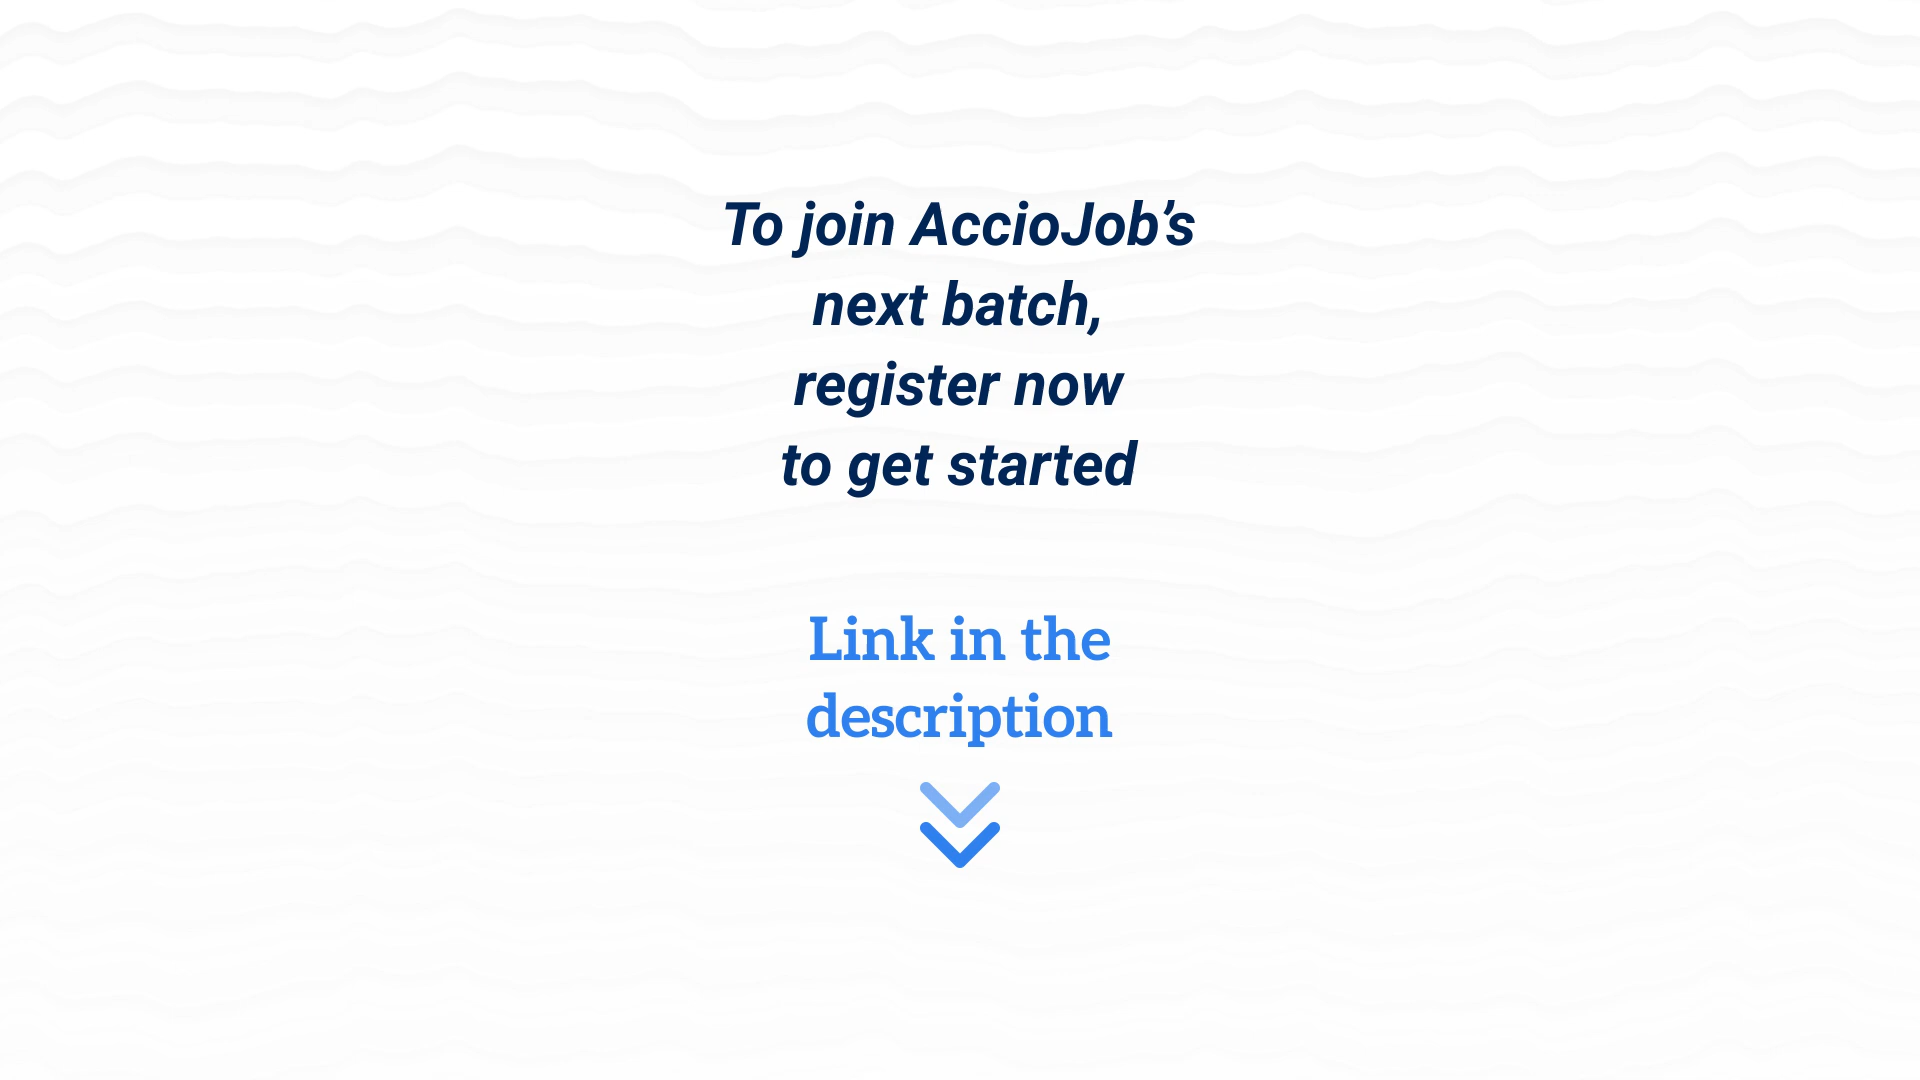 To join AccioJob’s
next batch,
register now
to get started
Link in the
description